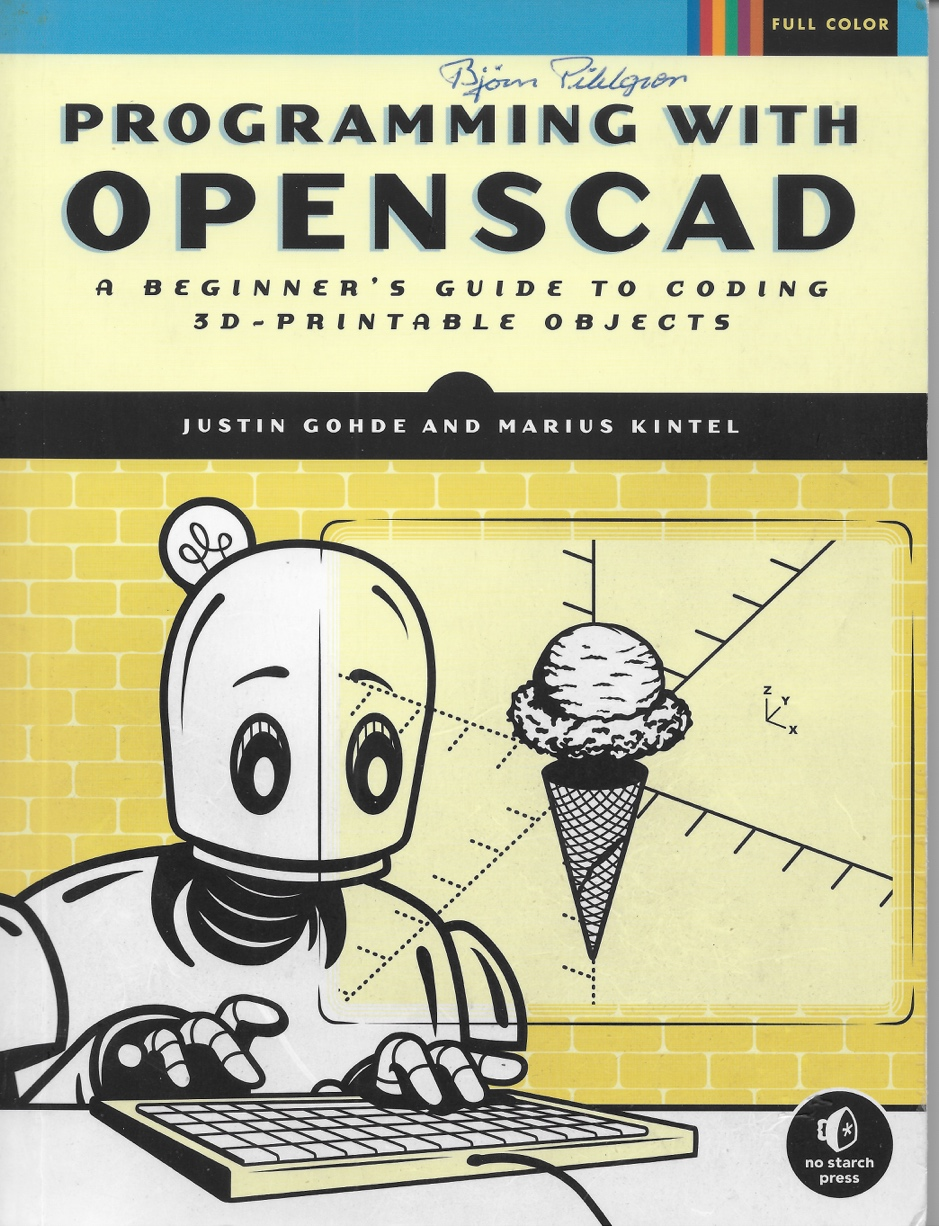 FULL COLOR
Björn Pihlgren
PROGRAMMING WITH
OPENSCAD
A BEGINNER'S GUIDE TO CODING
3D-PRINTABLE OBJECTS
JUSTIN GOHDE AND MARIUS KINTEL
Z
Y
X
no starch
press